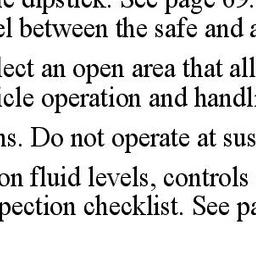 dipstick. See page 69.
el between the safe and a
lect an open area that all
icle operation and handli
ns. Do not operate at sus
on fluid levels, controls
pection checklist. See pa